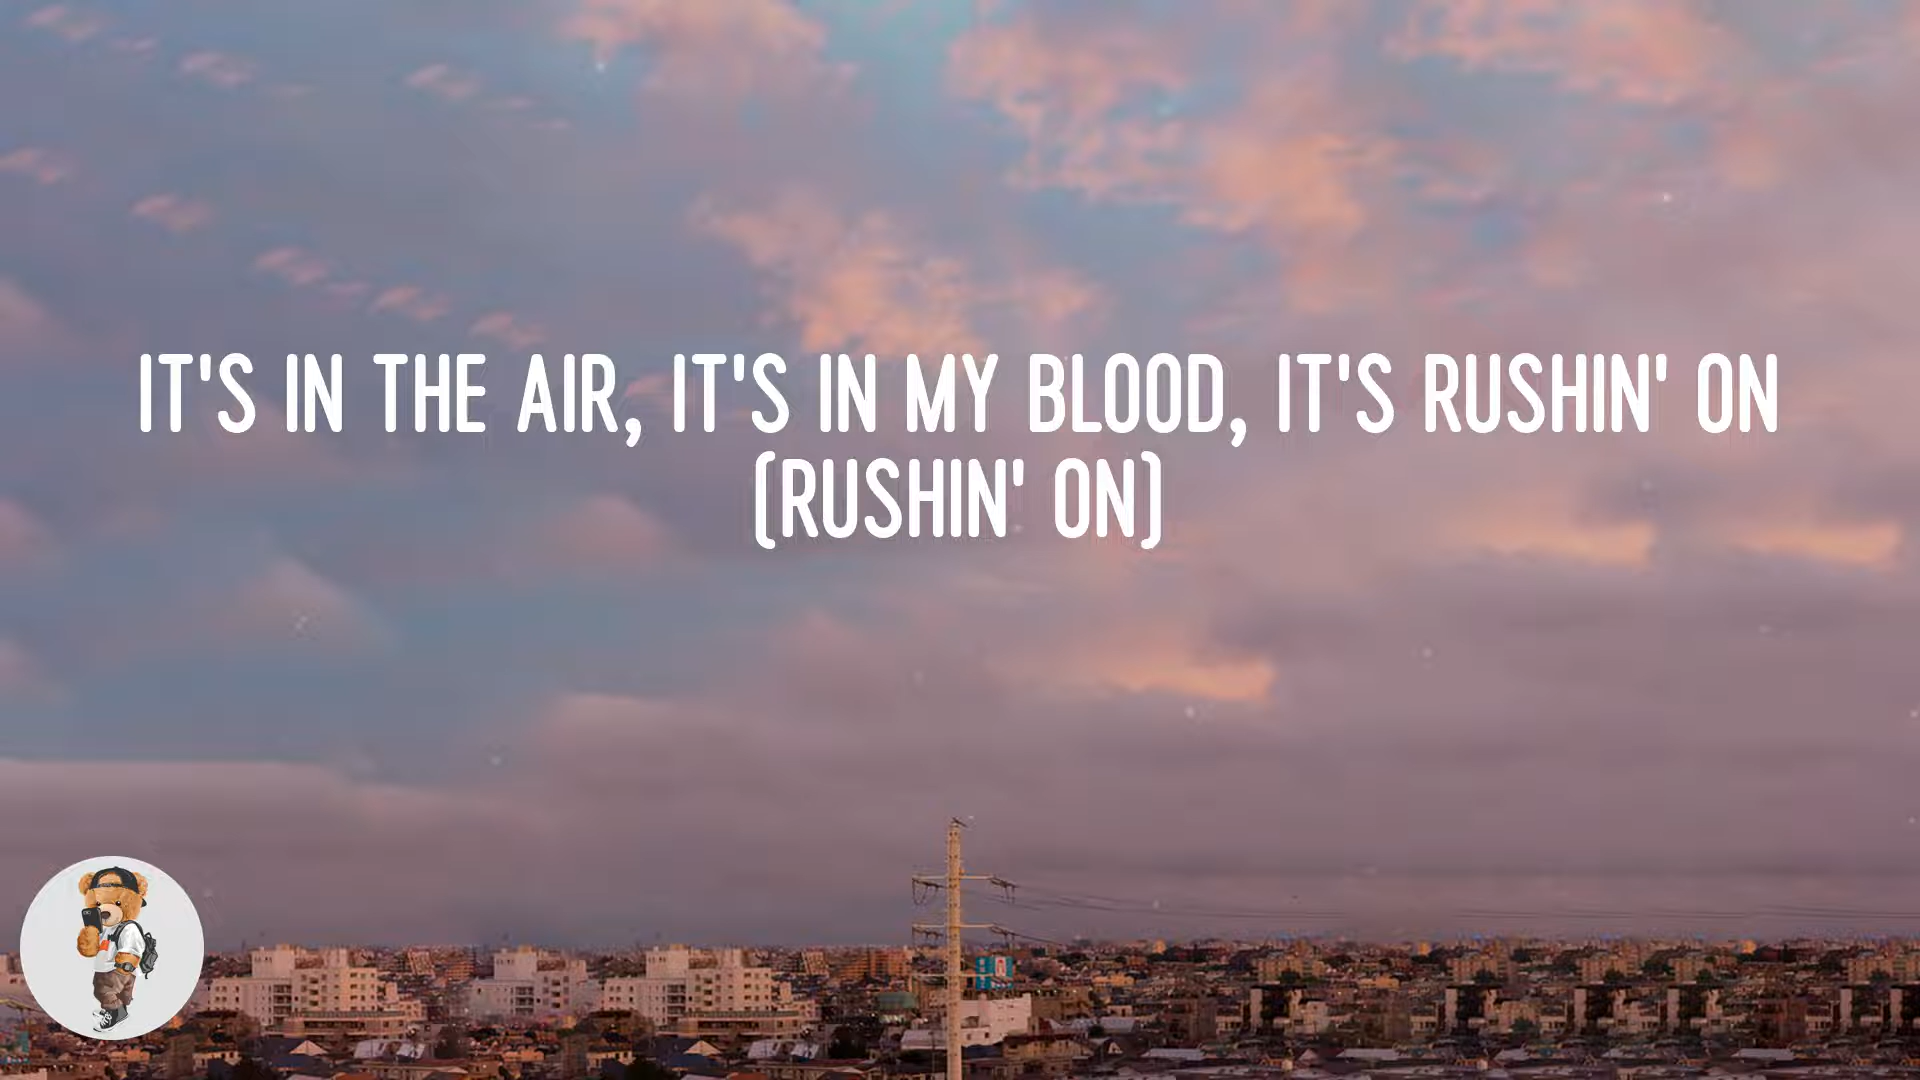 IT'S IN THE AIR, IT'S IN MY BLOOD, IT'S RUSHIN' ON
(RUSHIN' ON)